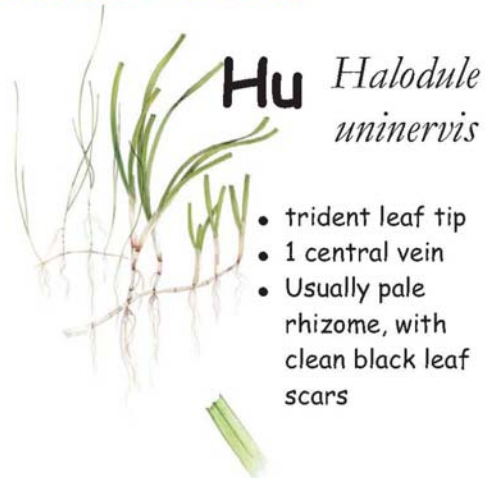 Hu
Halodule
uninervis
• trident leaf tip
• 1 central vein
• Usually pale
rhizome, with
clean black leaf
scars